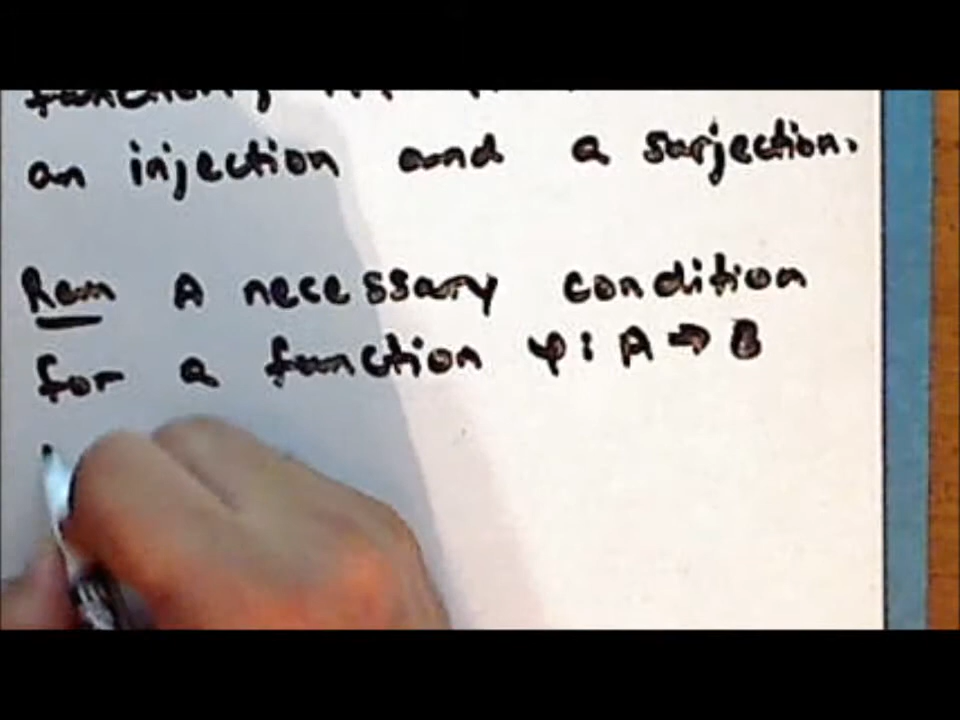 an injection and a surjection.
Rem A necessary condition
for a function φ : A → B